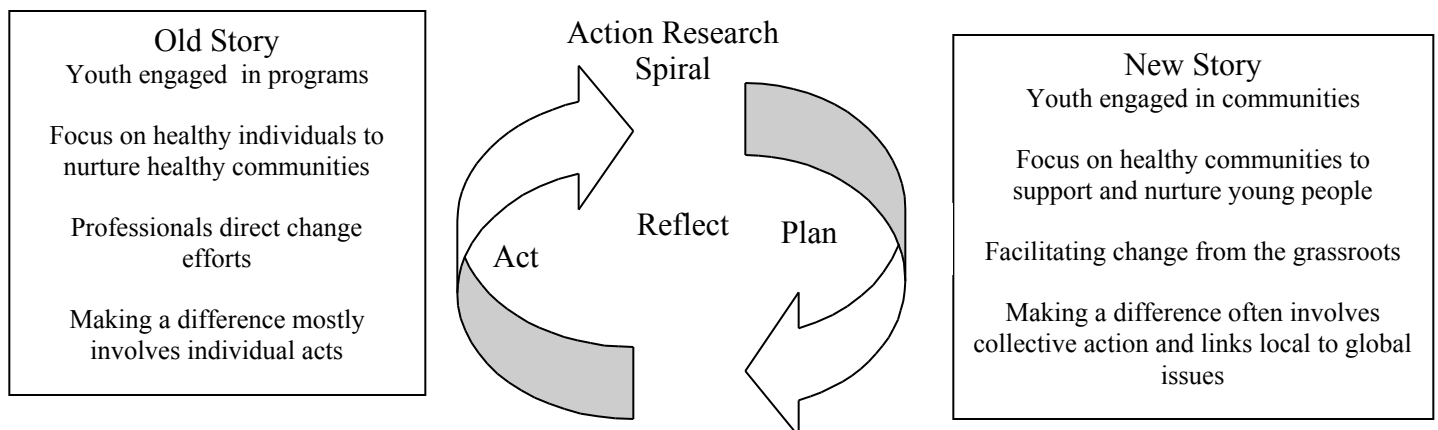 Old Story
Youth engaged in programs
Focus on healthy individuals to
nurture healthy communities
Professionals direct change
efforts
Making a difference mostly
involves individual acts
Action Research
Spiral
Act
Reflect
Plan
New Story
Youth engaged in communities
Focus on healthy communities to
support and nurture young people
Facilitating change from the grassroots
Making a difference often involves
collective action and links local to global
issues